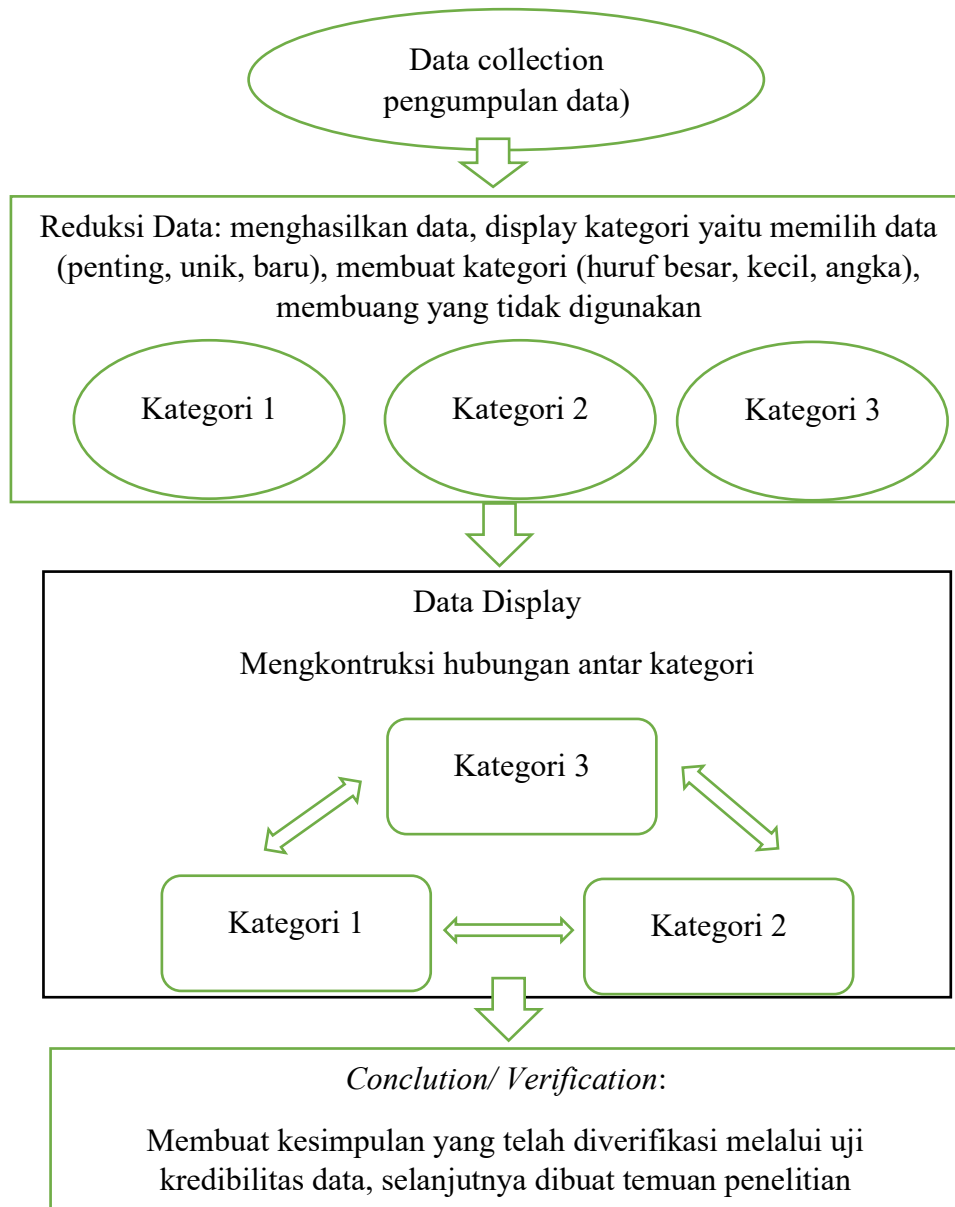 Data collection
pengumpulan data)
Reduksi Data: menghasilkan data, display kategori yaitu memilih data
(penting, unik, baru), membuat kategori (huruf besar, kecil, angka),
membuang yang tidak digunakan
Kategori 1
Kategori 2
Kategori 3
Data Display
Mengkontruksi hubungan antar kategori
Kategori 3
Kategori 1
Kategori 2
Conclution/ Verification:
Membuat kesimpulan yang telah diverifikasi melalui uji
kredibilitas data, selanjutnya dibuat temuan penelitian